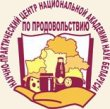 НАУЧНО-ПРАКТИЧЕСКИЙ ЦЕНТР НАЦИОНАЛЬНОЙ АКАДЕМИИ НАУК БЕЛАРУСИ
ПО ПРОДОВОЛЬСТВИЮ